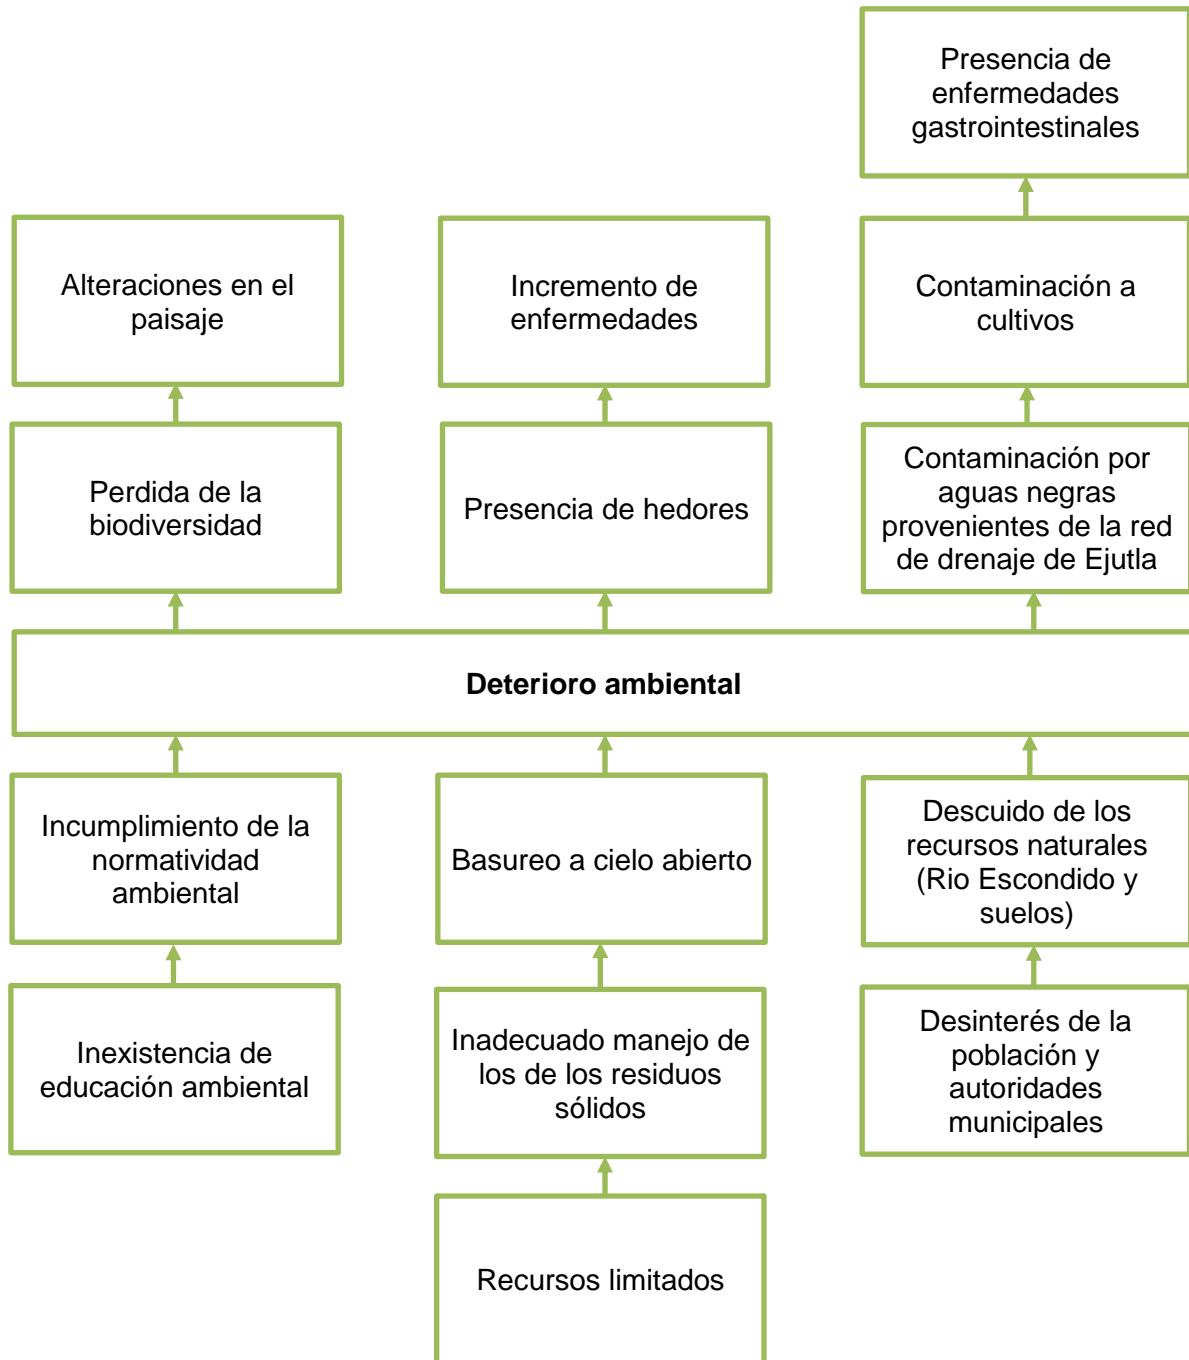 Presencia de
enfermedades
gastrointestinales
Alteraciones en el
paisaje
Incremento de
enfermedades
Contaminación a
cultivos
Perdida de la
biodiversidad
Presencia de hedores
Contaminación por
aguas negras
provenientes de la red
de drenaje de Ejutla
Deterioro ambiental
Incumplimiento de la
normatividad
ambiental
Basureo a cielo abierto
Descuido de los
recursos naturales
(Rio Escondido y
suelos)
Inexistencia de
educación ambiental
Inadecuado manejo de
los de los residuos
sólidos
Desinterés de la
población y
autoridades
municipales
Recursos limitados